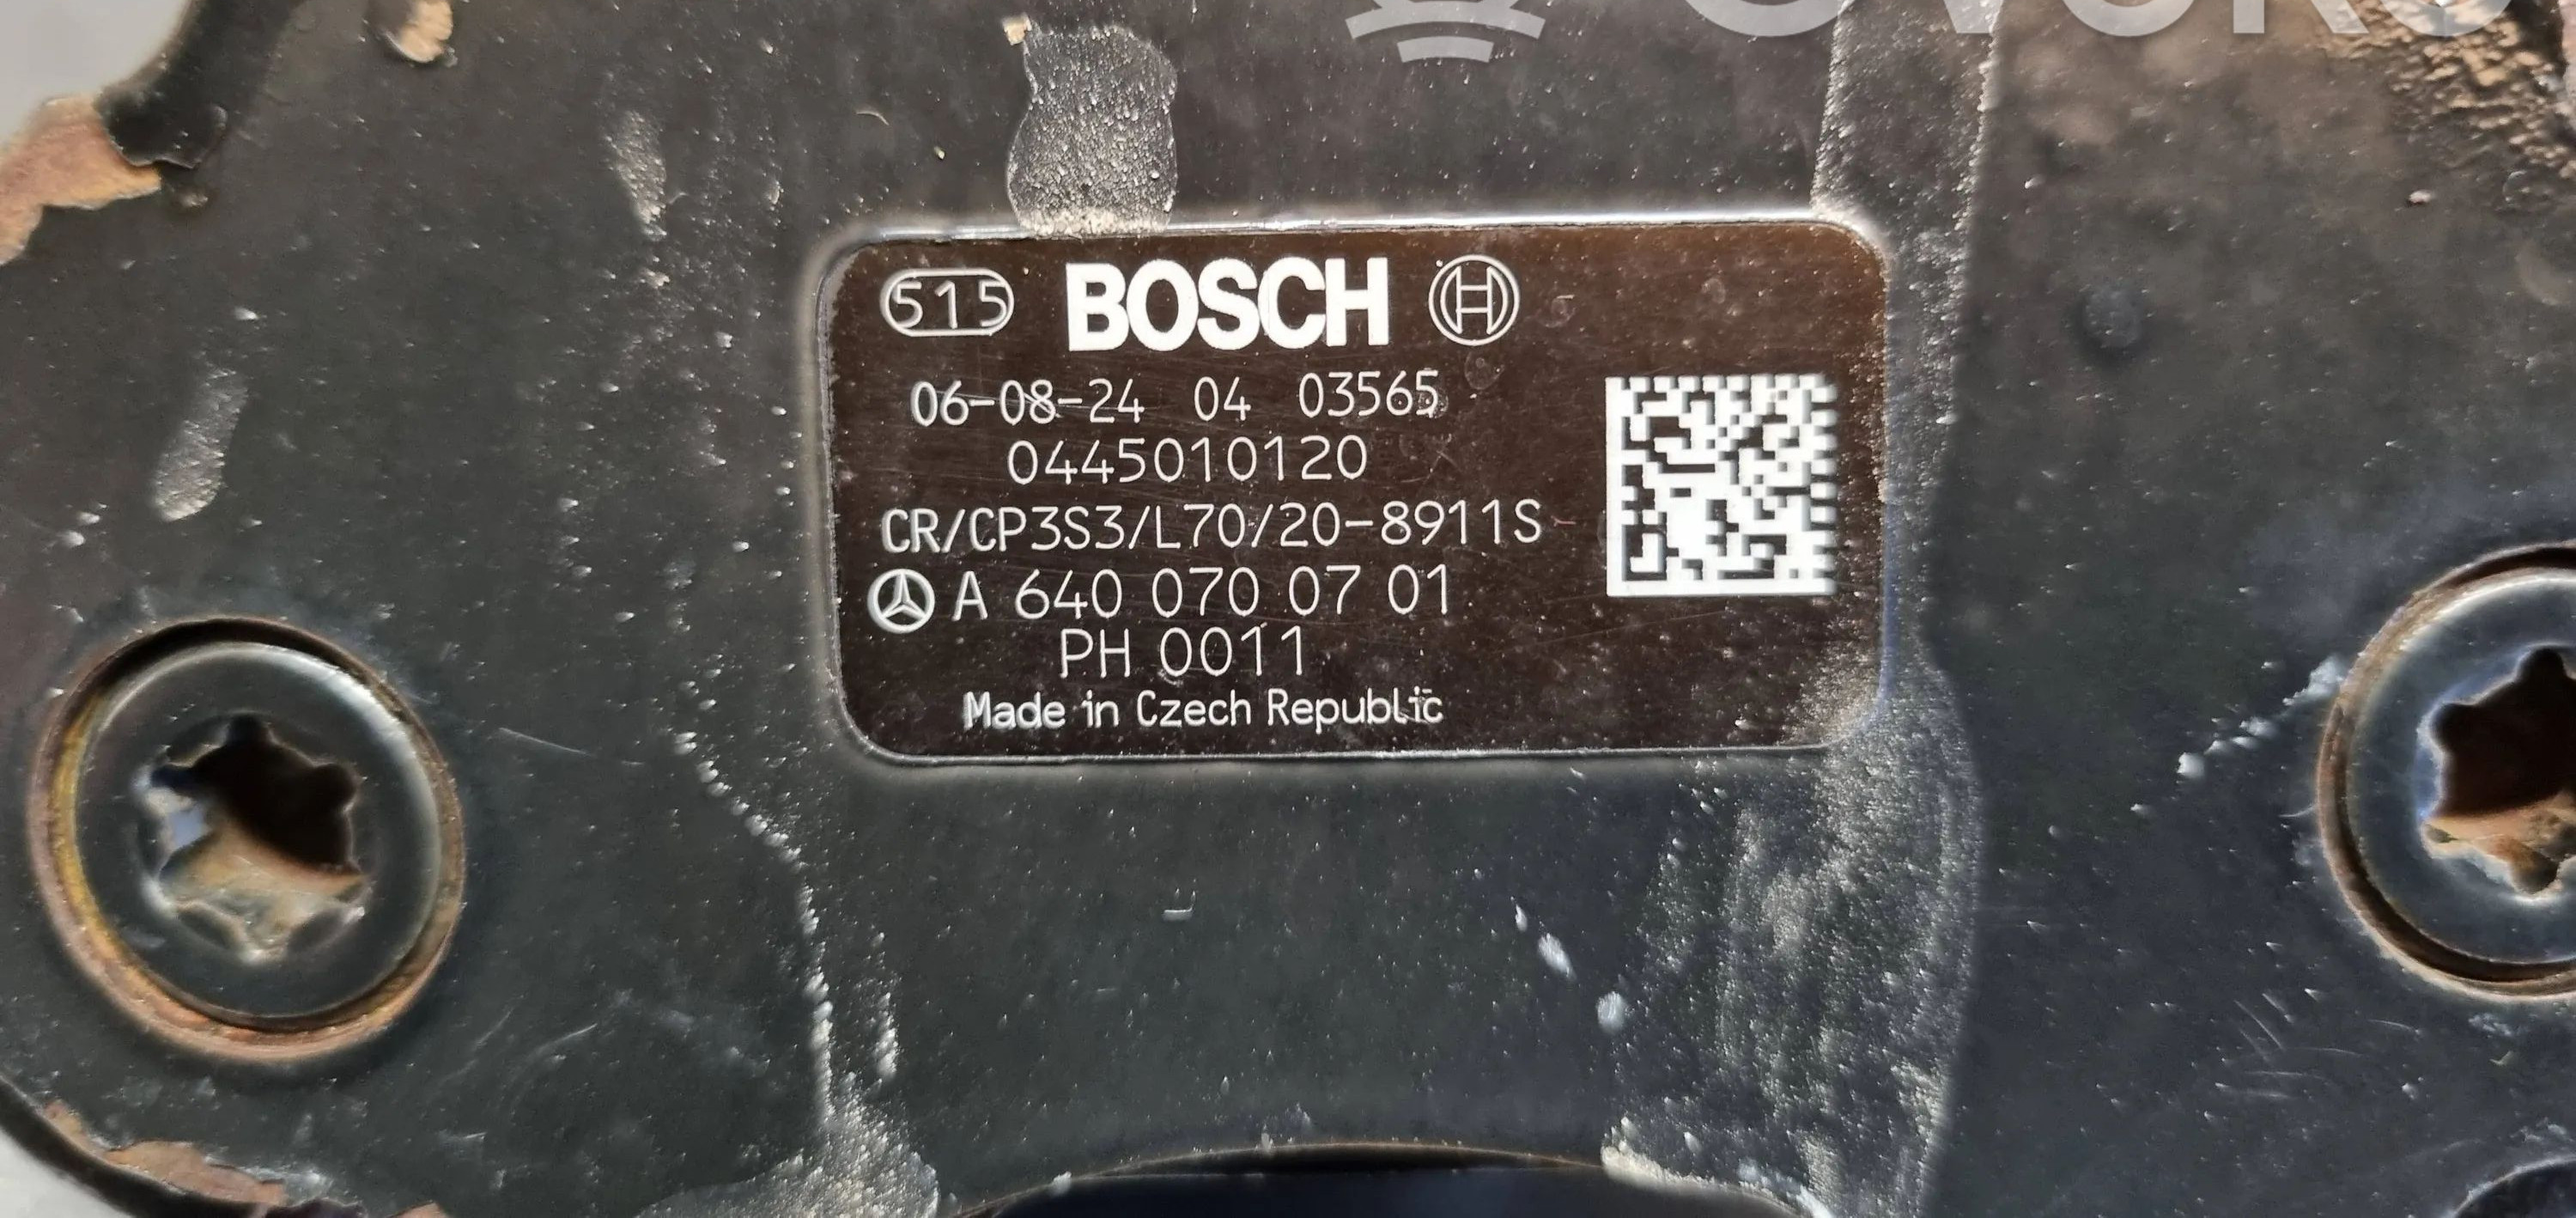 515 BOSCH
06-08-24 04 03565
0445010120
CR/CP3S3/L70/20-8911S
A 640 070 07 01
PH 0011
Made in Czech Republic